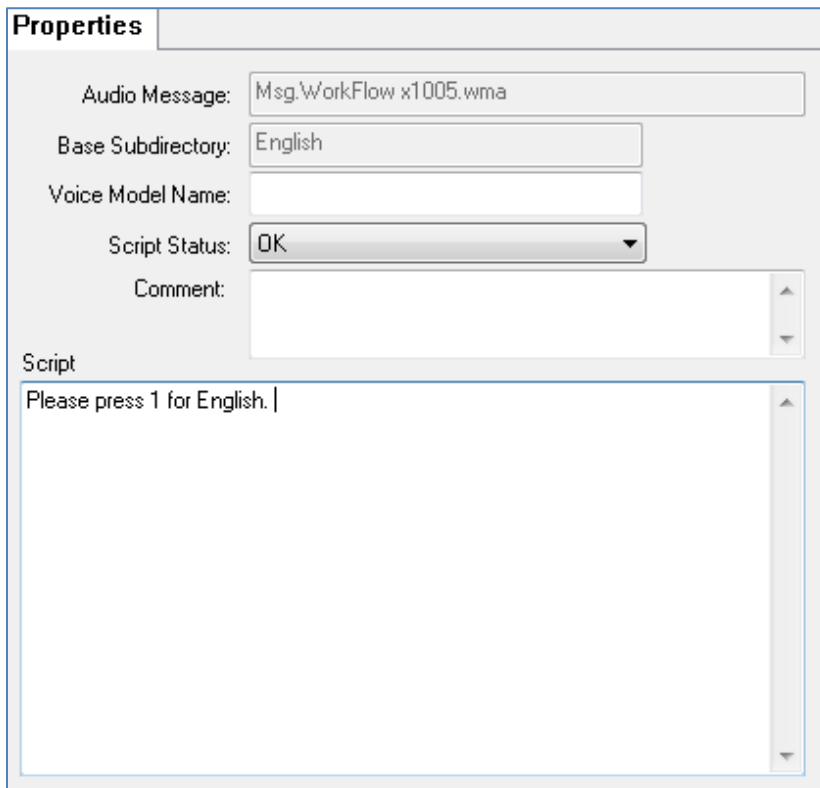 Properties
Audio Message: Msg.WorkFlow x1005.wma
Base Subdirectory: English
Voice Model Name:
Script Status: OK
Comment:
Script
Please press 1 for English.